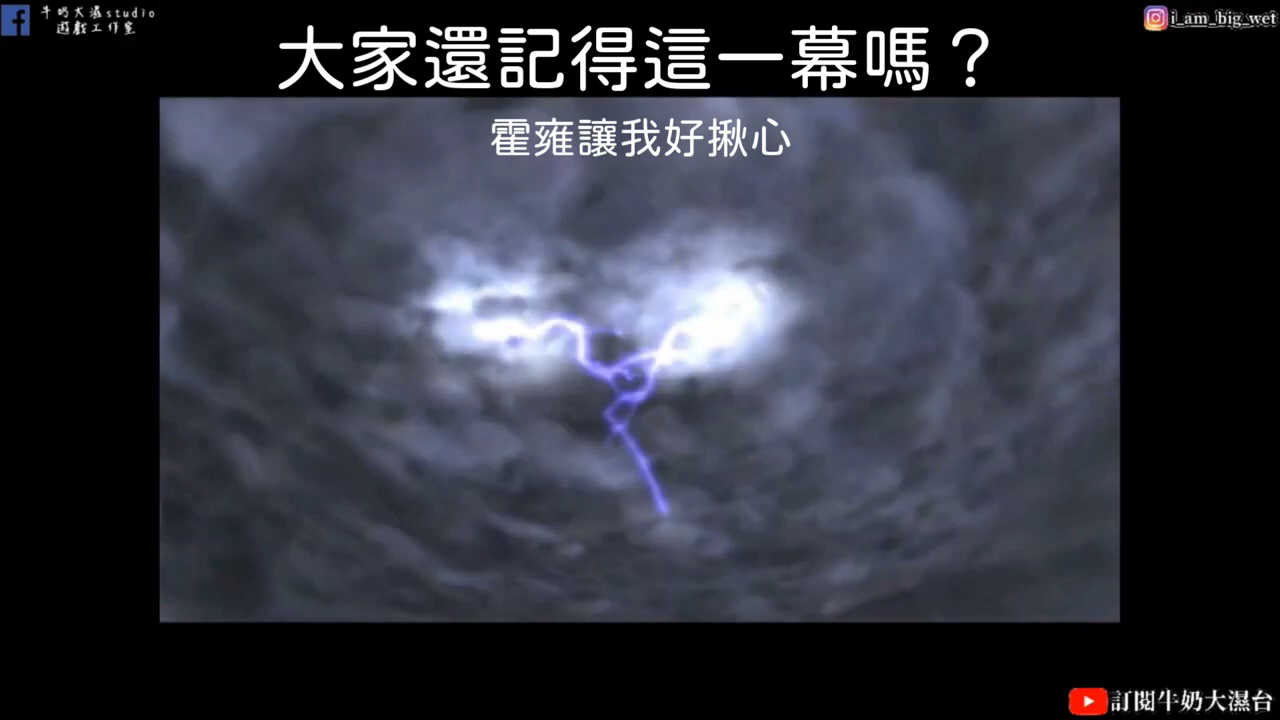 牛奶大濕studio
遊戲工作室
i_am_big_wet
大家還記得這一幕嗎？
霍雍讓我好揪心
訂閱牛奶大濕台